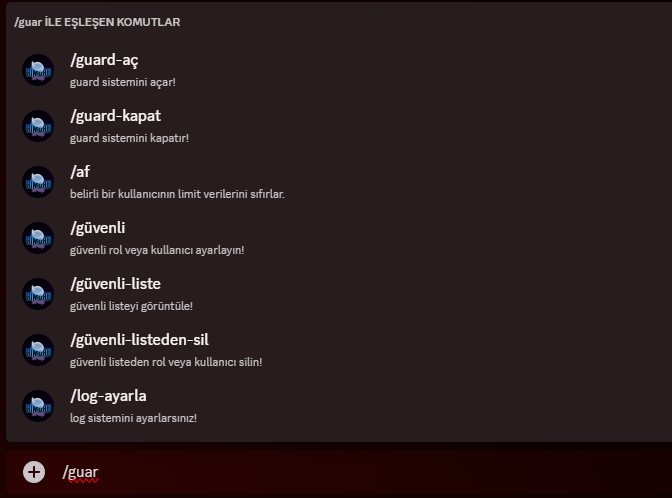 /guar İLE EŞLEŞEN KOMUTLAR
/guard-aç
guard sistemini açar!
/guard-kapat
guard sistemini kapatır!
/af
belirli bir kullanıcının limit verilerini sıfırlar.
/güvenli
güvenli rol veya kullanıcı ayarlayın!
/güvenli-liste
güvenli listeyi görüntüle!
/güvenli-listeden-sil
güvenli listeden rol veya kullanıcı silin!
/log-ayarla
log sistemini ayarlarsınız!
/guar